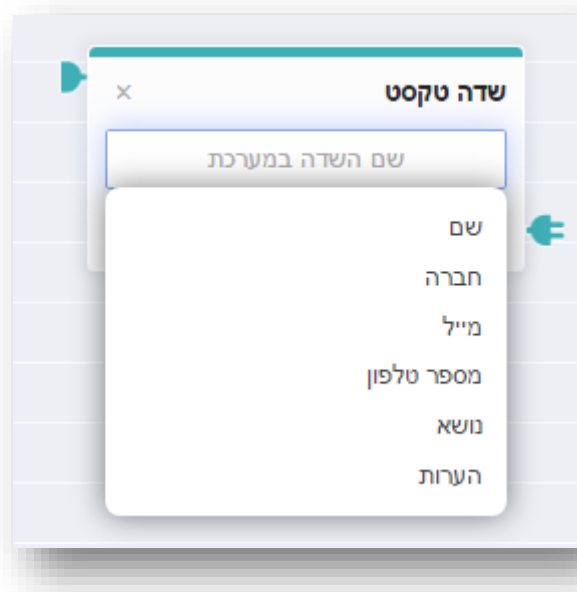 שדה טקסט
שם השדה במערכת
שם
חברה
מייל
מספר טלפון
נושא
הערות